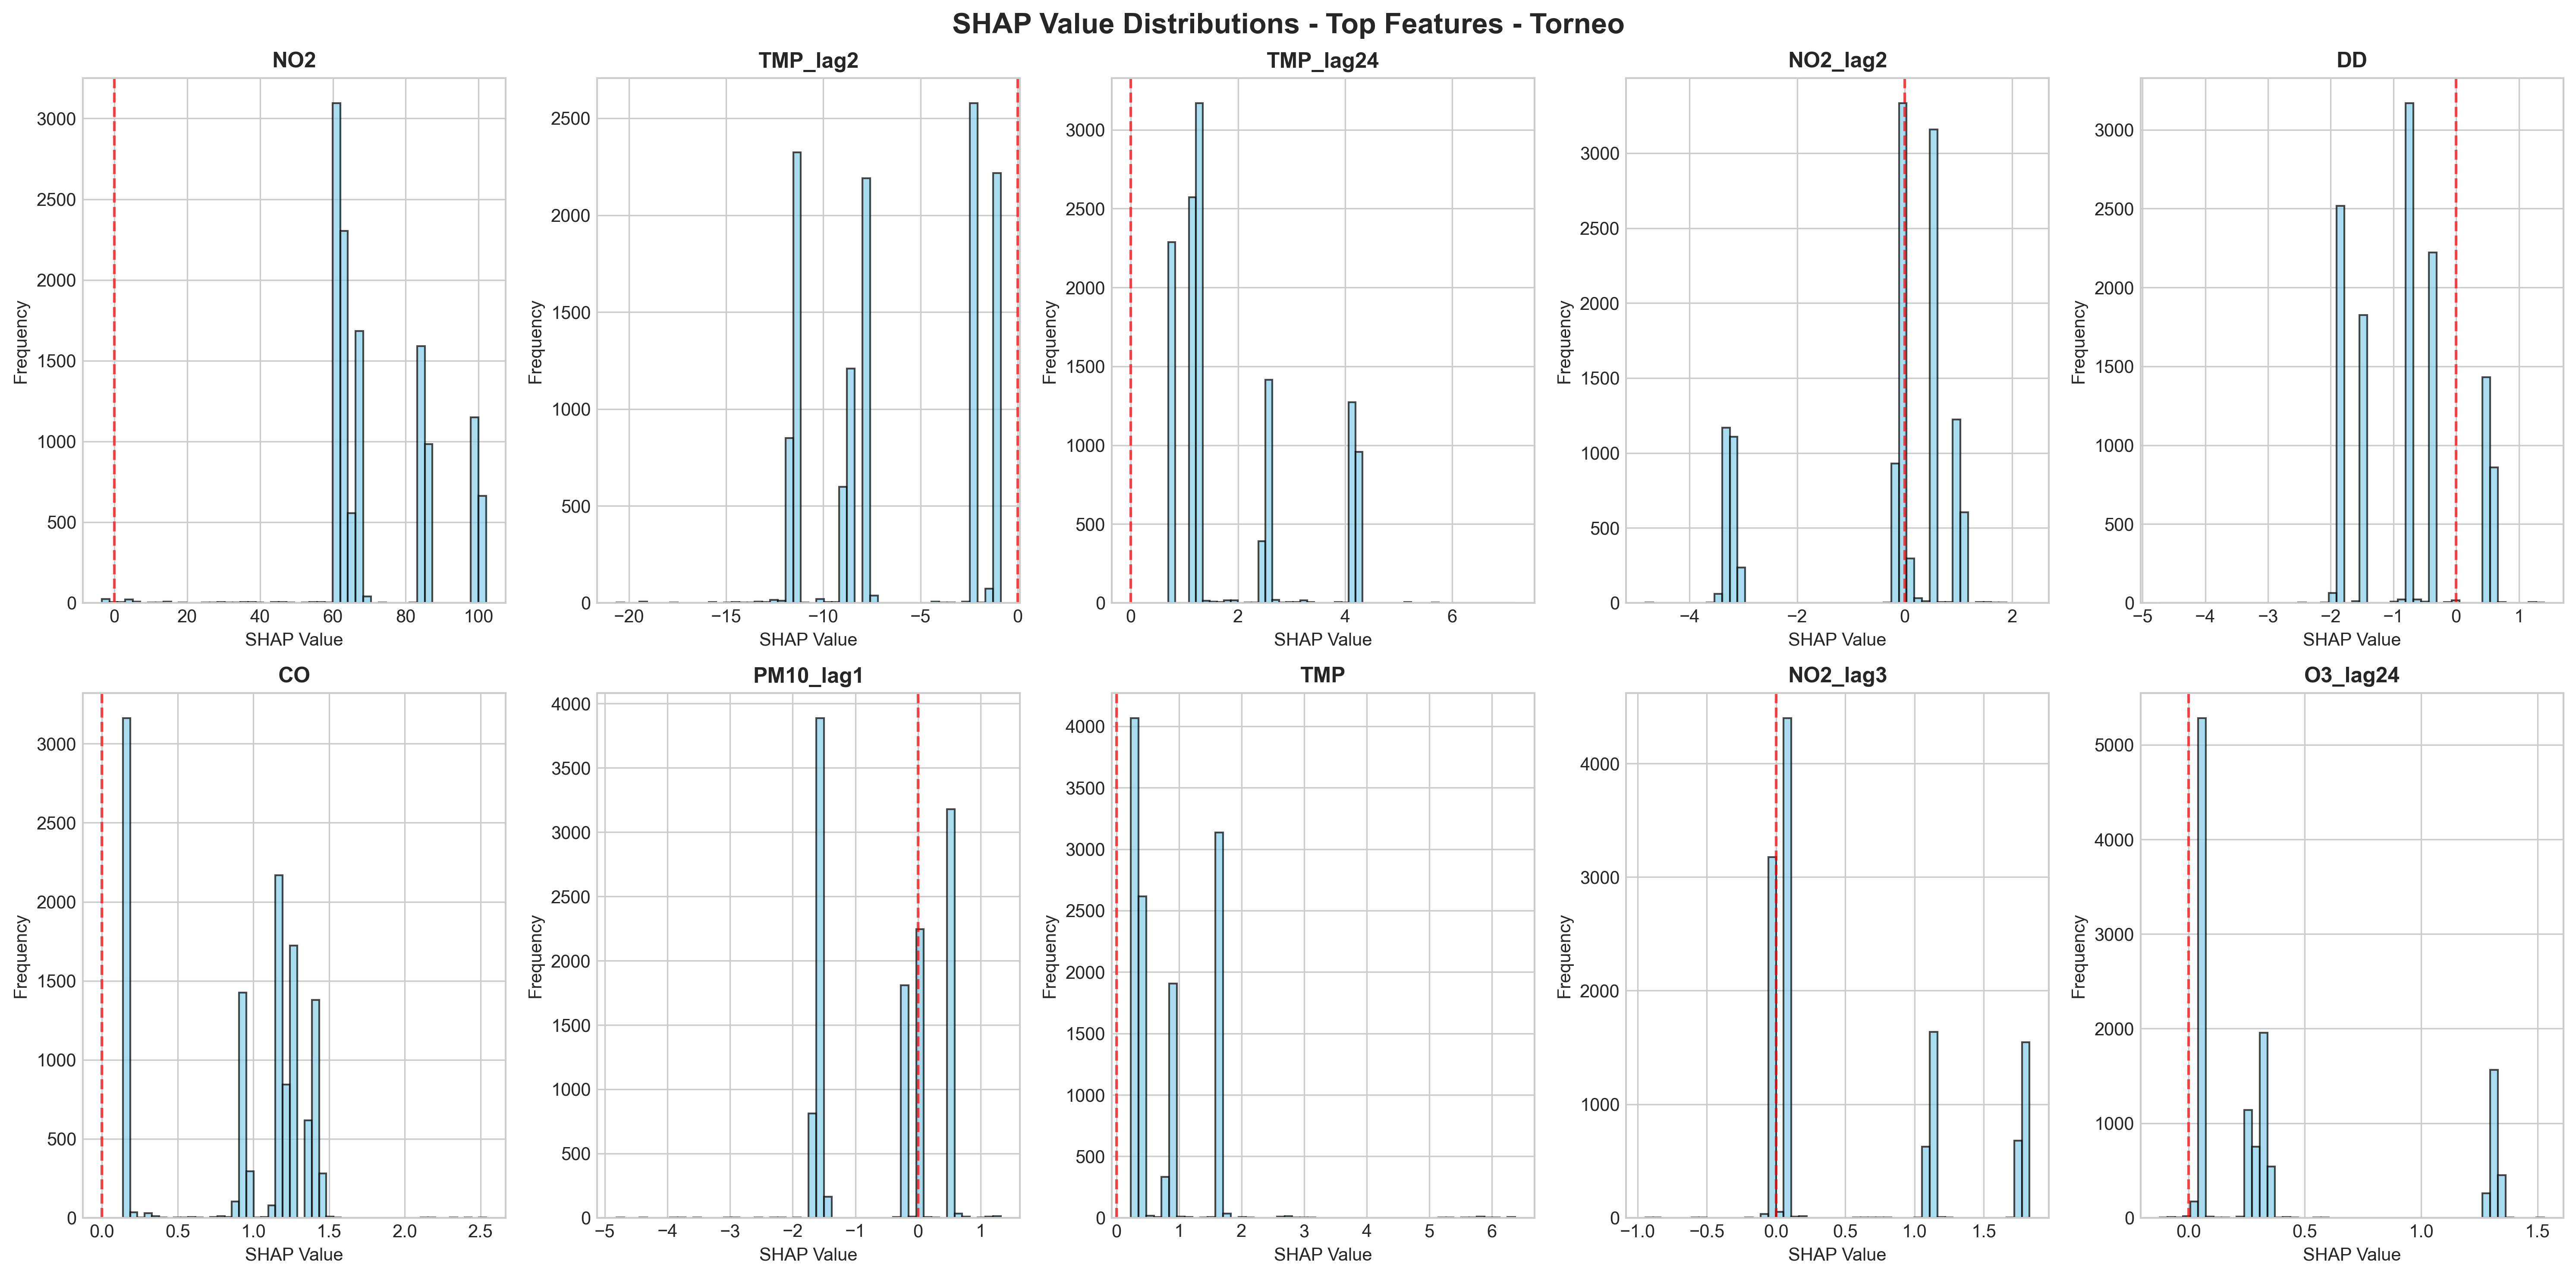 SHAP Value Distributions - Top Features - Torneo
NO2
TMP_lag2
TMP_lag24
NO2_lag2
DD
Frequency
3000
2500
2000
1500
1000
500
0
0 20 40 60 80 100
SHAP Value
Frequency
2500
2000
1500
1000
500
0
−20 −15 −10 −5 0
SHAP Value
Frequency
3000
2500
2000
1500
1000
500
0
0 2 4 6
SHAP Value
Frequency
3000
2500
2000
1500
1000
500
0
−4 −2 0 2
SHAP Value
Frequency
3000
2500
2000
1500
1000
500
0
−5 −4 −3 −2 −1 0 1
SHAP Value
CO
PM10_lag1
TMP
NO2_lag3
O3_lag24
Frequency
3000
2500
2000
1500
1000
500
0
0.0 0.5 1.0 1.5 2.0 2.5
SHAP Value
Frequency
4000
3500
3000
2500
2000
1500
1000
500
0
−5 −4 −3 −2 −1 0 1
SHAP Value
Frequency
4000
3500
3000
2500
2000
1500
1000
500
0
0 1 2 3 4 5 6
SHAP Value
Frequency
4000
3000
2000
1000
0
−1.0 −0.5 0.0 0.5 1.0 1.5
SHAP Value
Frequency
5000
4000
3000
2000
1000
0
0.0 0.5 1.0 1.5
SHAP Value